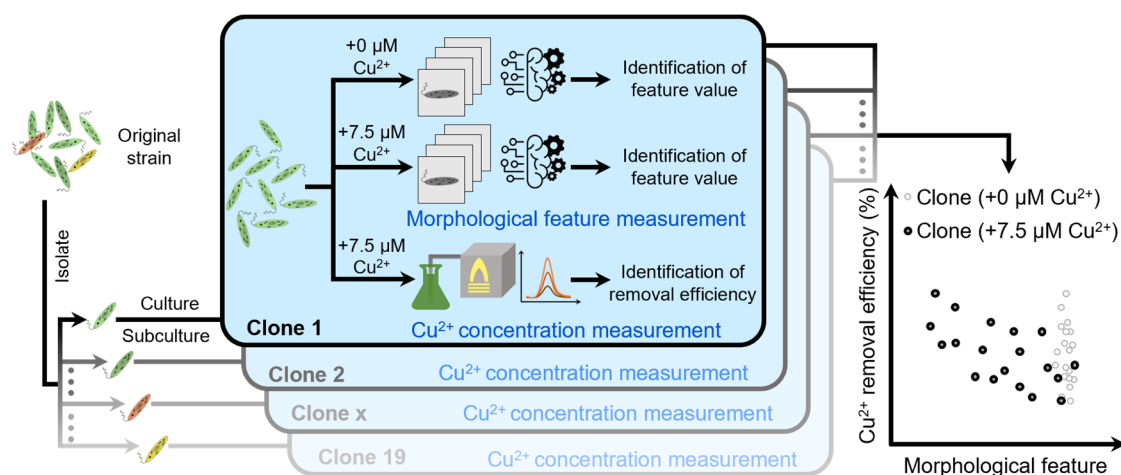 Original
strain
Isolate
Culture
Subculture
+0 µM
Cu²⁺
Identification of
feature value
+7.5 µM
Cu²⁺
Identification of
feature value
Morphological feature measurement
+7.5 µM
Cu²⁺
Identification of
removal efficiency
Cu²⁺ concentration measurement
Clone 1
Clone 2
Cu²⁺ concentration measurement
Clone x
Cu²⁺ concentration measurement
Clone 19
Cu²⁺ concentration measurement
Cu²⁺ removal efficiency (%)
Clone (+0 µM Cu²⁺)
Clone (+7.5 µM Cu²⁺)
Morphological feature